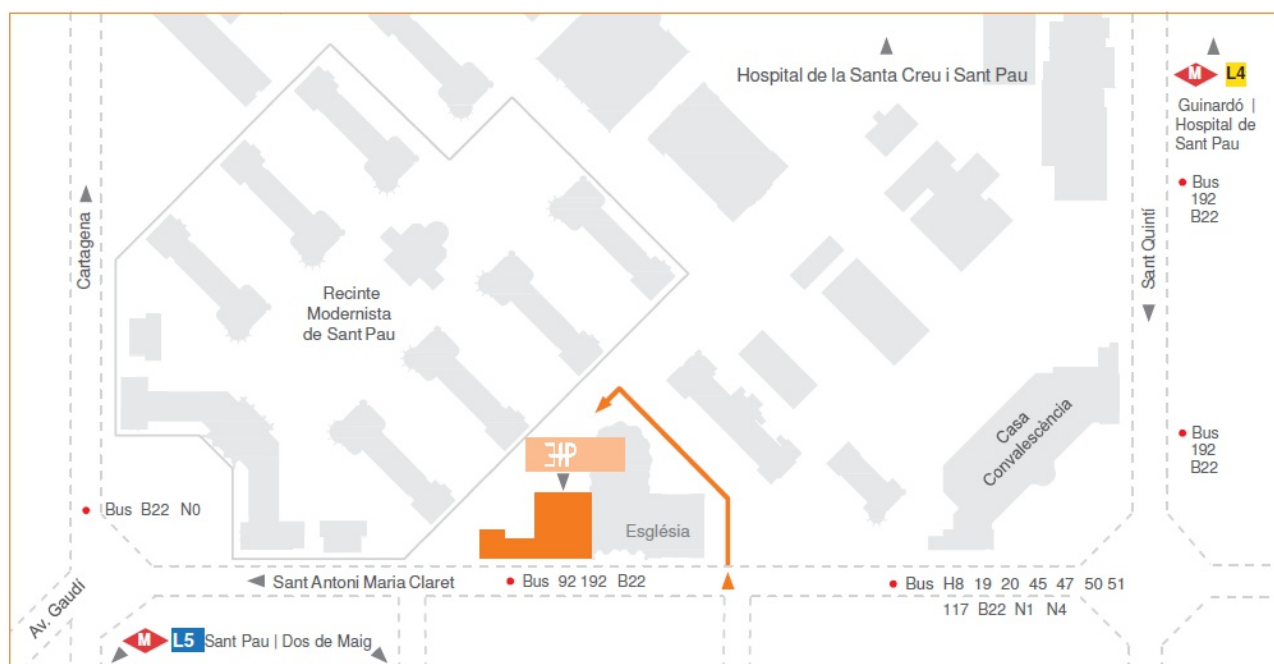 Hospital de la Santa Creu i Sant Pau
M L4
Guinardó |
Hospital de
Sant Pau
Bus
192
B22
Cartagena
Sant Quintí
Recinte
Modernista
de Sant Pau
Casa
Convalescència
Bus
192
B22
Bus B22 N0
Església
Sant Antoni Maria Claret
Bus 92 192 B22
Bus H8 19 20 45 47 50 51
117 B22 N1 N4
Av. Gaudí
M L5 Sant Pau | Dos de Maig